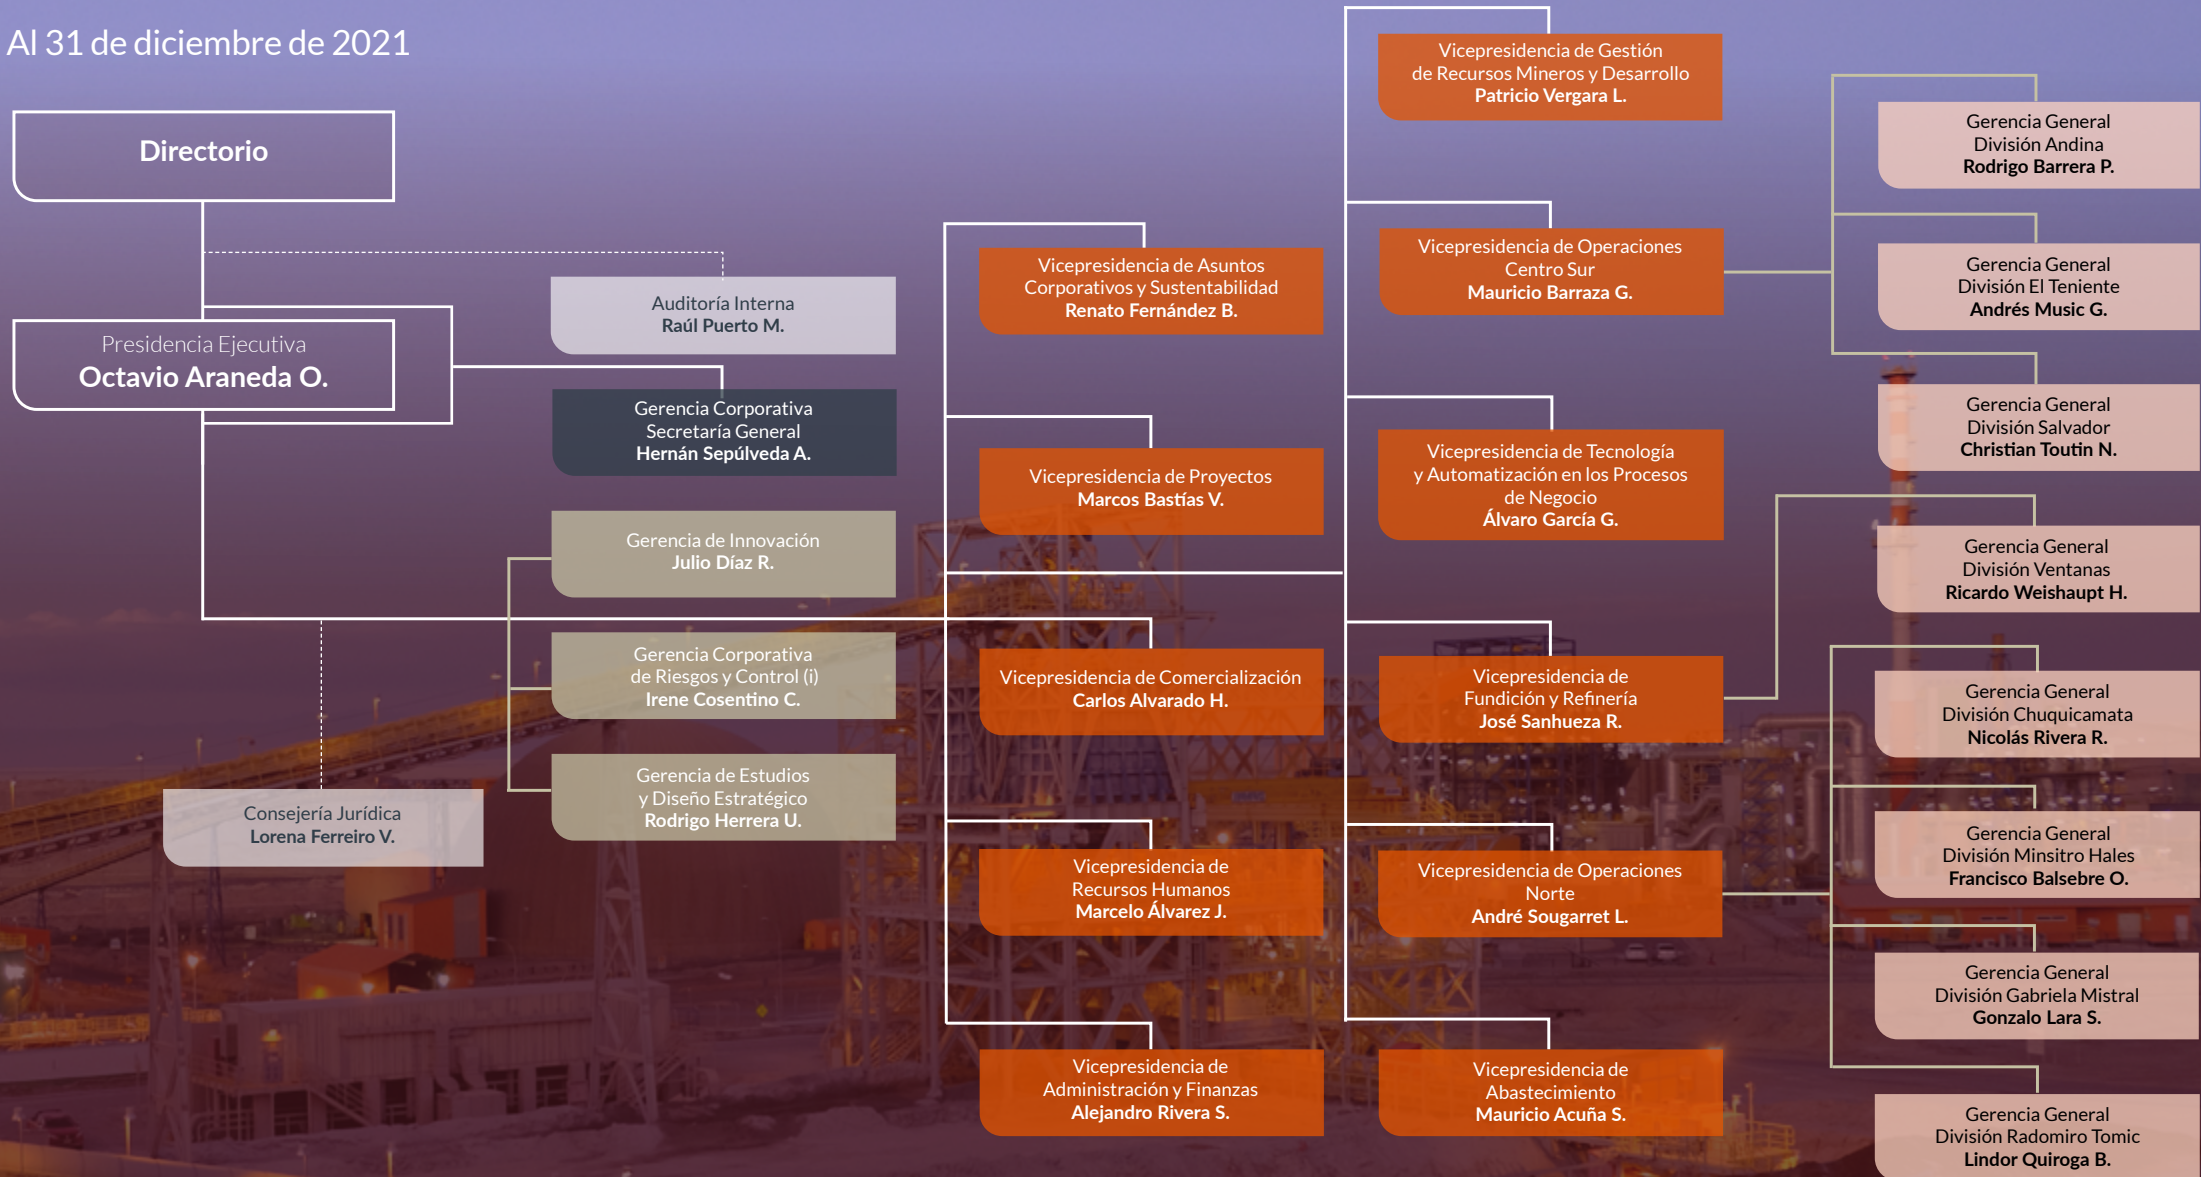 Al 31 de diciembre de 2021
Directorio
Presidencia Ejecutiva
Octavio Araneda O.
Auditoría Interna
Raúl Puerto M.
Gerencia Corporativa
Secretaría General
Hernán Sepúlveda A.
Gerencia de Innovación
Julio Díaz R.
Gerencia Corporativa
de Riesgos y Control (i)
Irene Cosentino C.
Gerencia de Estudios
y Diseño Estratégico
Rodrigo Herrera U.
Consejería Jurídica
Lorena Ferreiro V.
Vicepresidencia de Asuntos
Corporativos y Sustentabilidad
Renato Fernández B.
Vicepresidencia de Proyectos
Marcos Bastías V.
Vicepresidencia de Comercialización
Carlos Alvarado H.
Vicepresidencia de
Recursos Humanos
Marcelo Álvarez J.
Vicepresidencia de
Administración y Finanzas
Alejandro Rivera S.
Vicepresidencia de Gestión
de Recursos Mineros y Desarrollo
Patricio Vergara L.
Vicepresidencia de Operaciones
Centro Sur
Mauricio Barraza G.
Vicepresidencia de Tecnología
y Automatización en los Procesos
de Negocio
Álvaro García G.
Vicepresidencia de
Fundición y Refinería
José Sanhueza R.
Vicepresidencia de Operaciones
Norte
André Sougarret L.
Vicepresidencia de
Abastecimiento
Mauricio Acuña S.
Gerencia General
División Andina
Rodrigo Barrera P.
Gerencia General
División El Teniente
Andrés Music G.
Gerencia General
División Salvador
Christian Toutin N.
Gerencia General
División Ventanas
Ricardo Weishaupt H.
Gerencia General
División Chuquicamata
Nicolás Rivera R.
Gerencia General
División Minsitro Hales
Francisco Balsebre O.
Gerencia General
División Gabriela Mistral
Gonzalo Lara S.
Gerencia General
División Radomiro Tomic
Lindor Quiroga B.